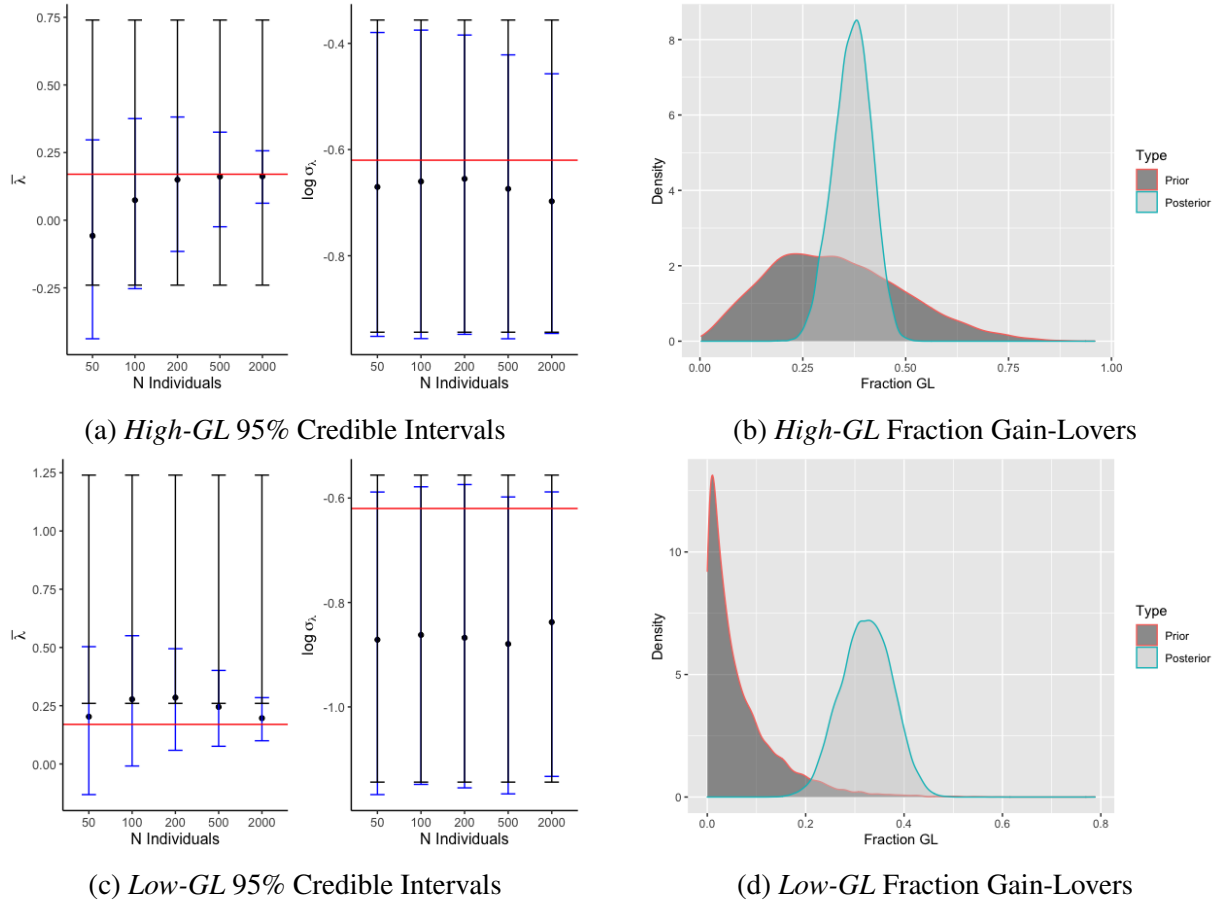 0.75
0.50
0.25
0.00
-0.25
λ̅
50 100 200 500 2000
N Individuals
-0.4
-0.6
-0.8
log σλ
50 100 200 500 2000
N Individuals
8
6
4
2
0
Density
0.00 0.25 0.50 0.75 1.00
Fraction GL
Type
Prior
Posterior
(a) High-GL 95% Credible Intervals
(b) High-GL Fraction Gain-Lovers
1.25
1.00
0.75
0.50
0.25
0.00
λ̅
50 100 200 500 2000
N Individuals
-0.6
-0.8
-1.0
log σλ
50 100 200 500 2000
N Individuals
10
5
0
Density
0.0 0.2 0.4 0.6 0.8
Fraction GL
Type
Prior
Posterior
(c) Low-GL 95% Credible Intervals
(d) Low-GL Fraction Gain-Lovers